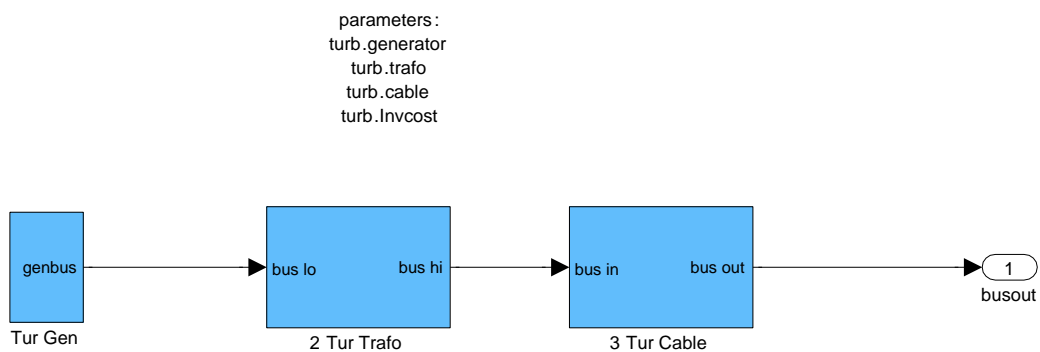 parameters:
turb.generator
turb.trafo
turb.cable
turb.Invcost
genbus
bus lo
bus hi
bus in
bus out
1
busout
Tur Gen
2 Tur Trafo
3 Tur Cable